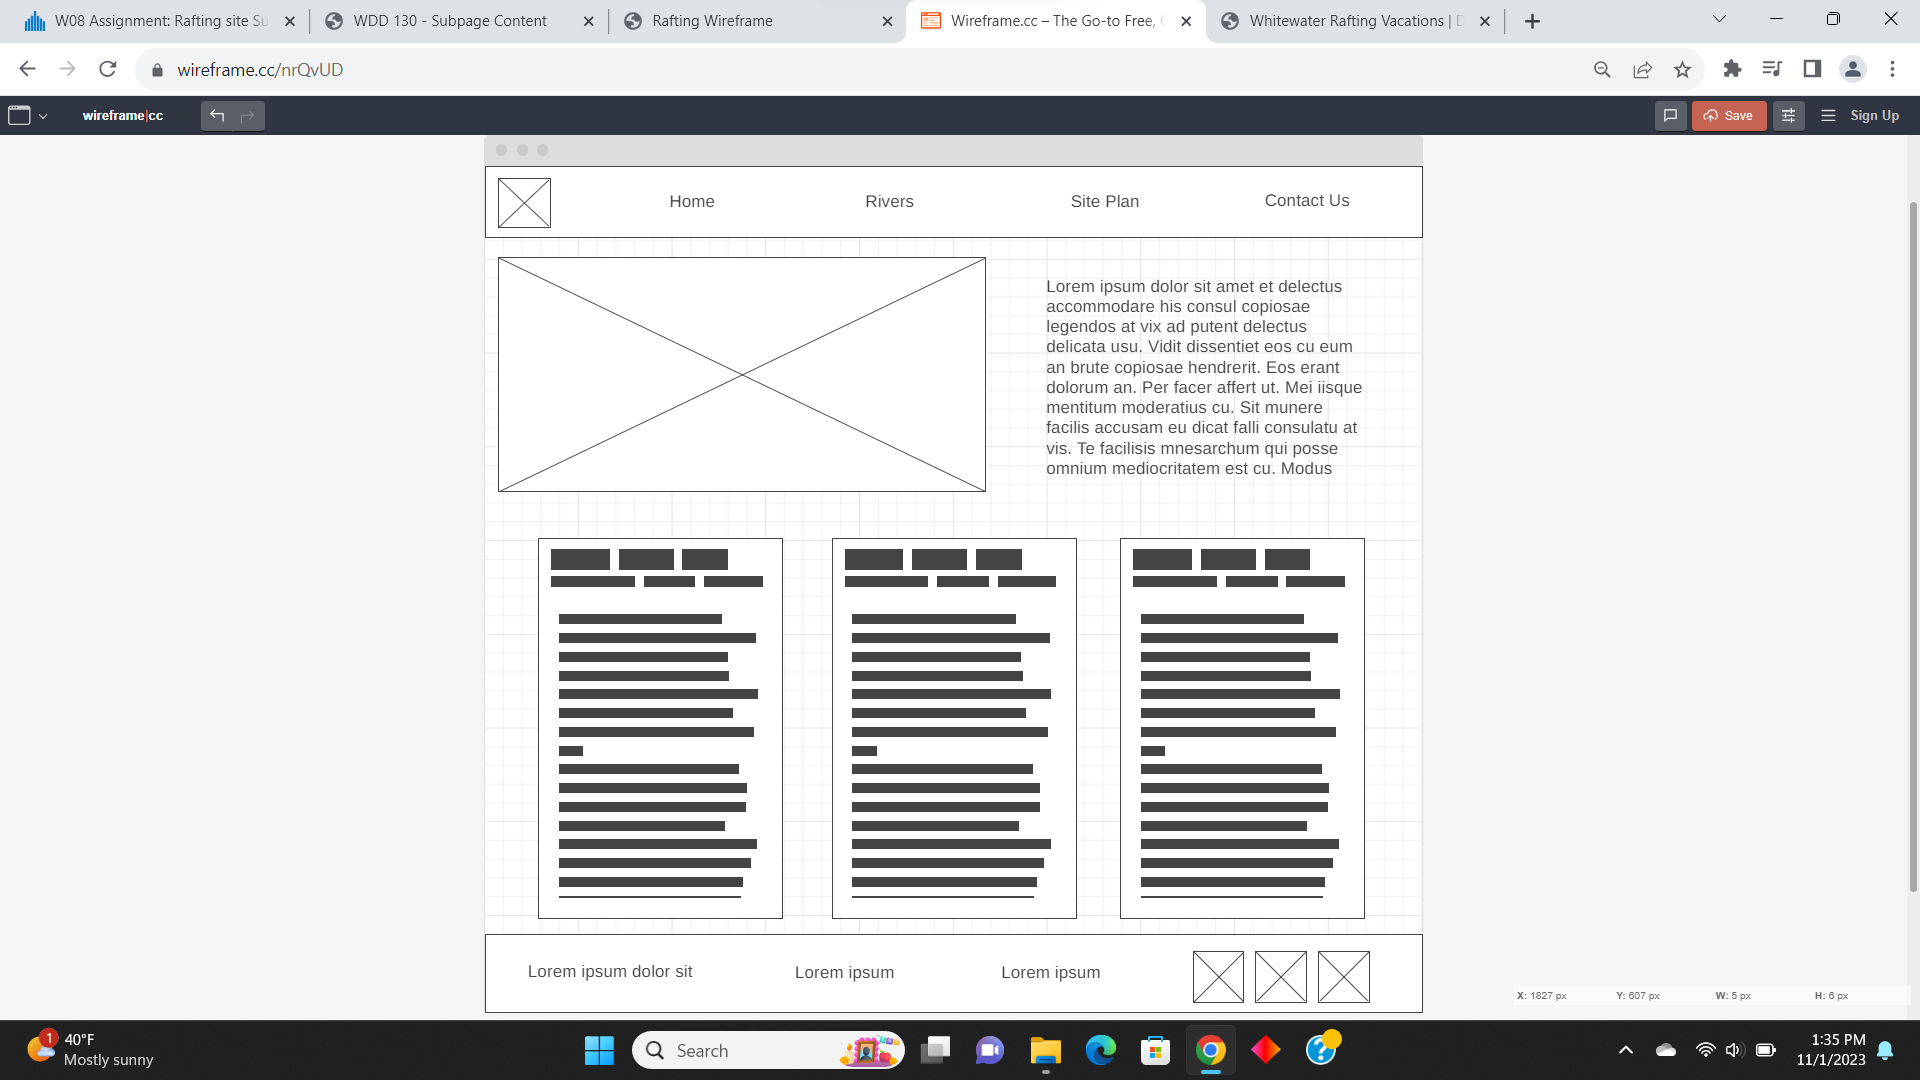 W08 Assignment: Rafting site Su
WDD 130 - Subpage Content
Rafting Wireframe
Wireframe.cc – The Go-to Free,
Whitewater Rafting Vacations |
wireframe.cc/nrQvUD
wireframe|cc
Save
Sign Up
Home
Rivers
Site Plan
Contact Us
Lorem ipsum dolor sit amet et delectus
accommodare his consul copiosae
legendos at vix ad putent delectus
delicata usu. Vidit dissentiet eos cu eum
an brute copiosae hendrerit. Eos erant
dolorum an. Per facer affert ut. Mei iisque
mentitum moderatius cu. Sit munere
facilis accusam eu dicat falli consulatu at
vis. Te facilisis mnesarchum qui posse
omnium mediocritatem est cu. Modus
Lorem ipsum dolor sit
Lorem ipsum
Lorem ipsum
X: 1827 px
Y: 607 px
W: 5 px
H: 6 px
1
40°F
Mostly sunny
Search
1:35 PM
11/1/2023